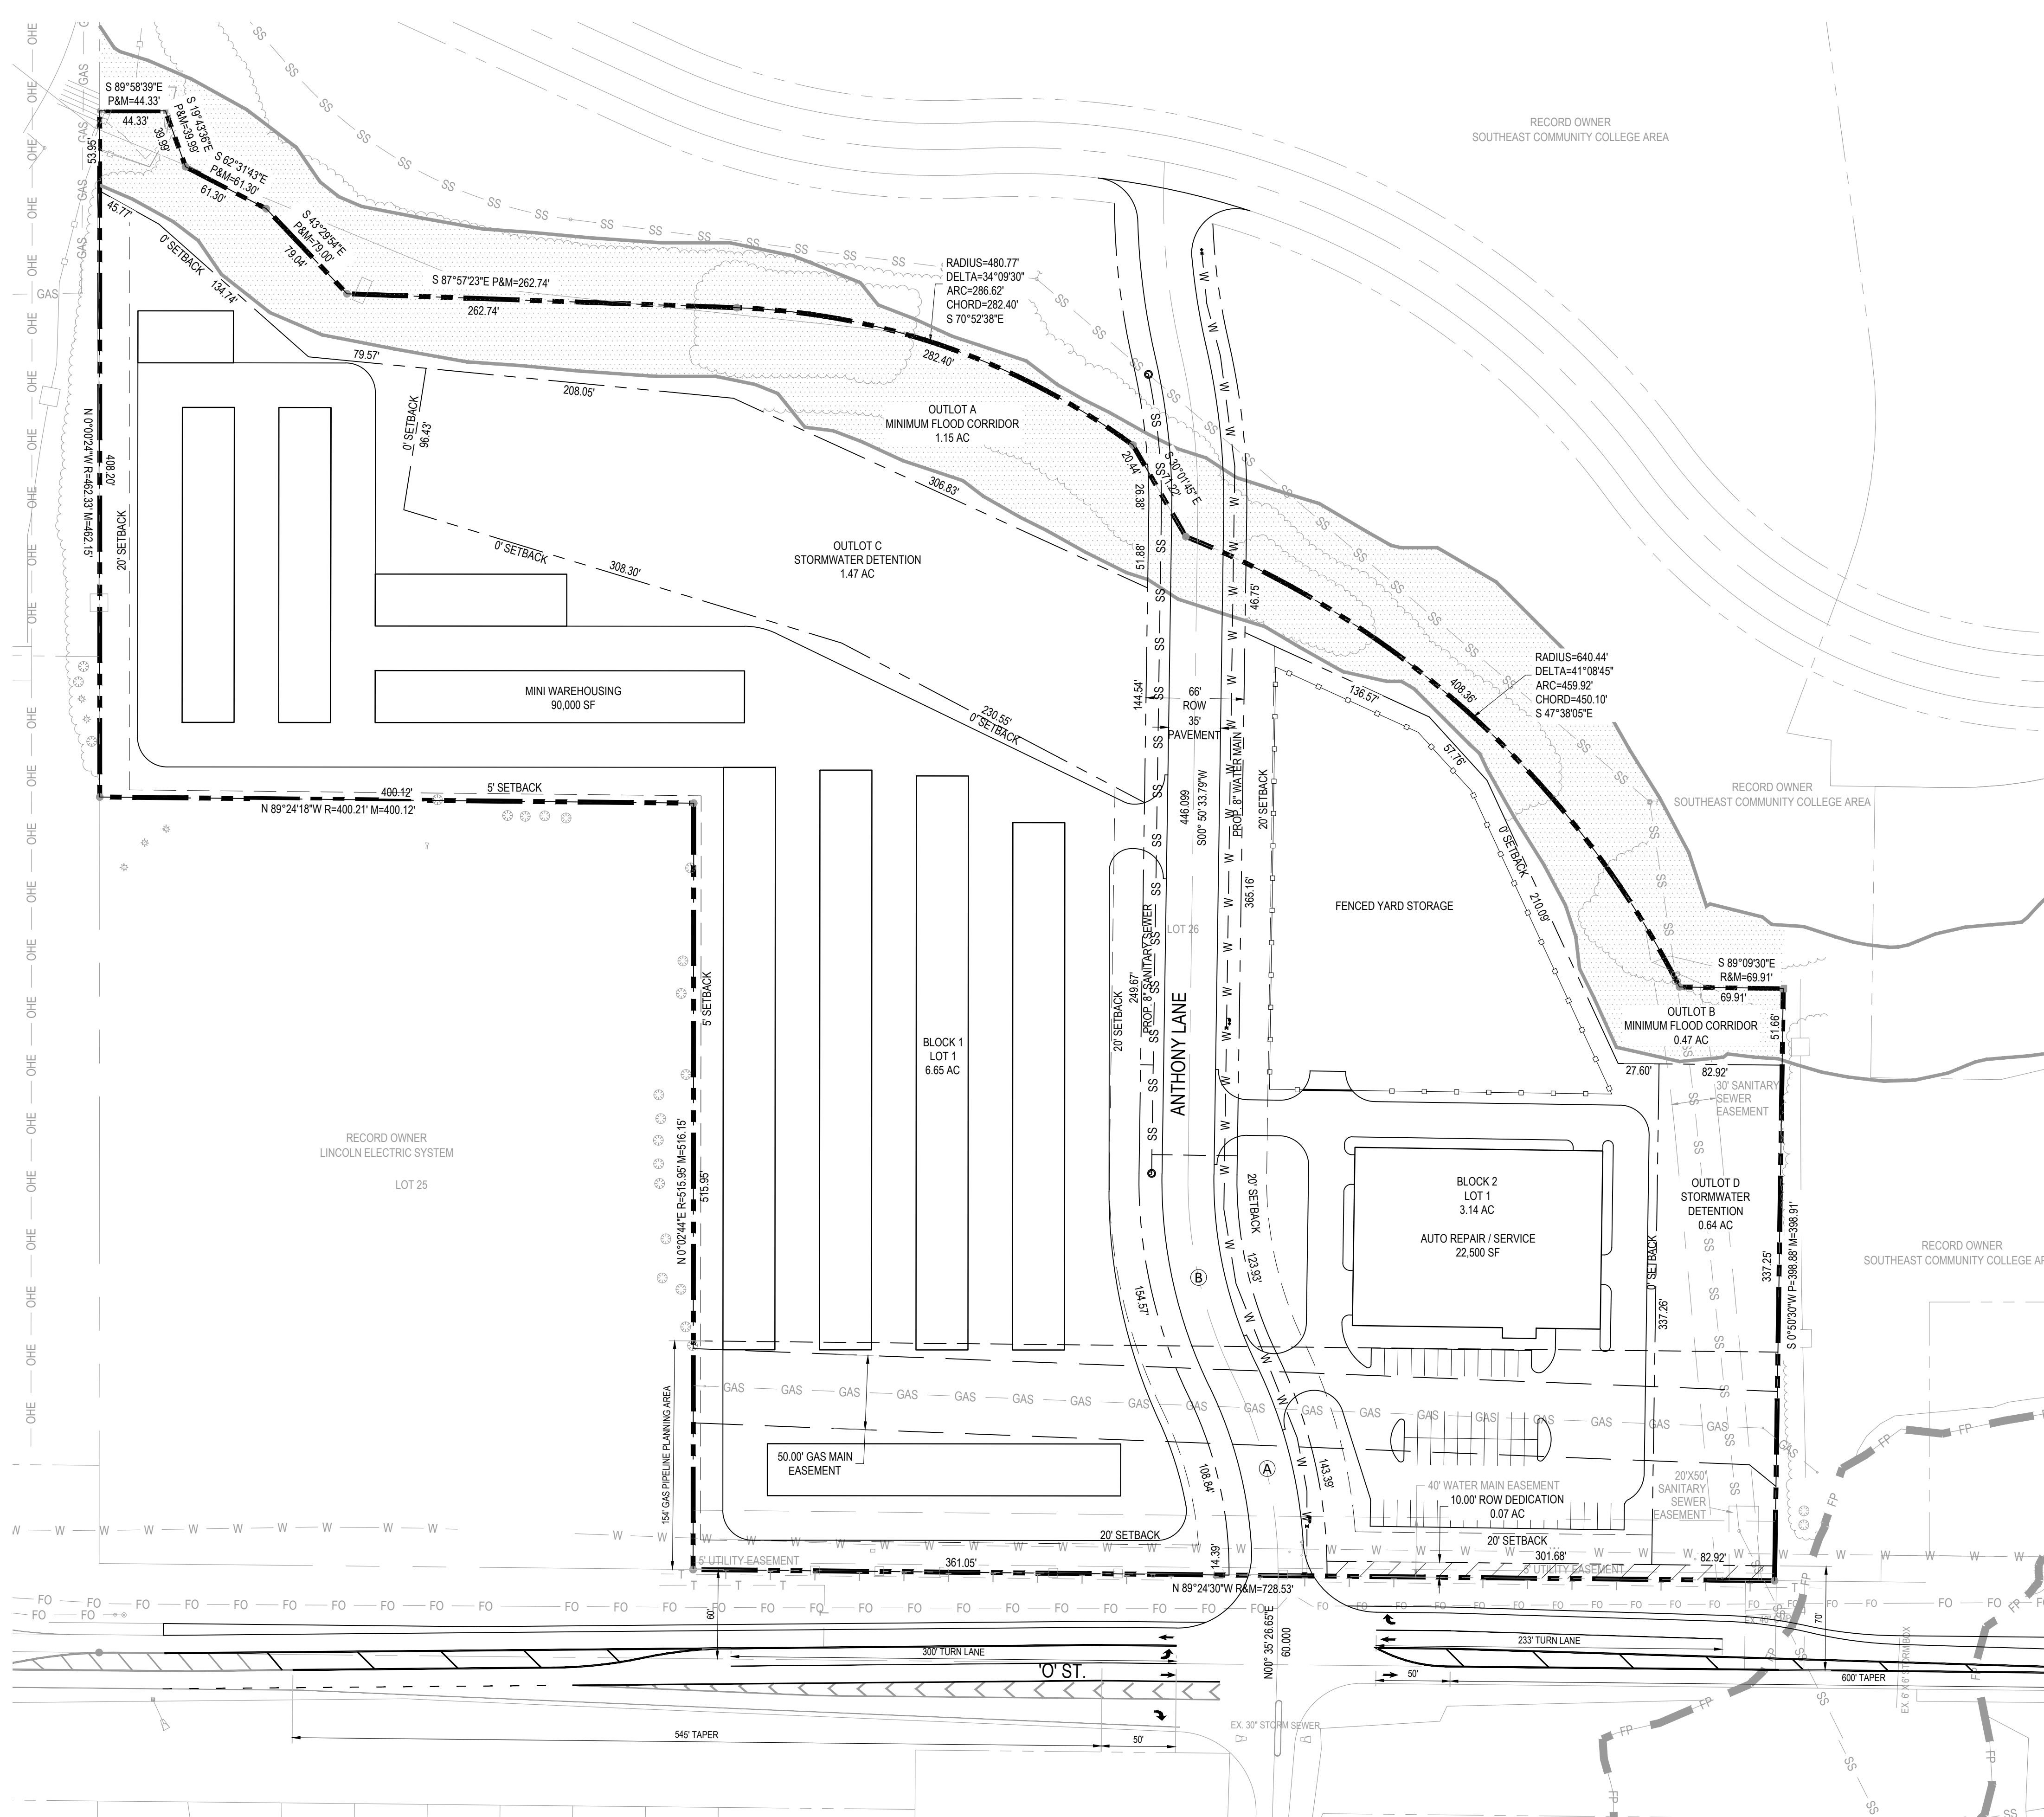 RECORD OWNER
SOUTHEAST COMMUNITY COLLEGE AREA
S 89°58'39"E
P&M=44.33'
44.33'
S 19°43'36"E
P&M=39.99'
39.99'
53.95'
S 62°31'43"E
P&M=61.30'
61.30'
S 43°29'54"E
P&M=79.00'
79.04'
45.77'
0' SETBACK
134.74'
S 87°57'23"E P&M=262.74'
262.74'
RADIUS=480.77'
DELTA=34°09'30"
ARC=286.62'
CHORD=282.40'
S 70°52'38"E
282.40'
79.57'
208.05'
0' SETBACK
96.43'
OUTLOT A
MINIMUM FLOOD CORRIDOR
1.15 AC
306.83'
20.44'
26.38'
S 30°01'45" E
71.22'
N 0°00'24"W R=462.33' M=462.15'
408.20'
20' SETBACK
0' SETBACK
308.30'
OUTLOT C
STORMWATER DETENTION
1.47 AC
51.88'
46.75'
RADIUS=640.44'
DELTA=41°08'45"
ARC=459.92'
CHORD=450.10'
S 47°38'05"E
408.36'
136.57'
57.76'
MINI WAREHOUSING
90,000 SF
230.55'
0' SETBACK
144.54'
66'
ROW
35'
PAVEMENT
446.099
S00° 50' 33.79"W
PROP. 8" WATER MAIN
20' SETBACK
400.12'
5' SETBACK
N 89°24'18"W R=400.21' M=400.12'
RECORD OWNER
SOUTHEAST COMMUNITY COLLEGE AREA
0' SETBACK
210.09'
365.16'
FENCED YARD STORAGE
LOT 26
PROP. 8" SANITARY SEWER
249.67'
20' SETBACK
ANTHONY LANE
5' SETBACK
S 89°09'30"E
R&M=69.91'
69.91'
OUTLOT B
MINIMUM FLOOD CORRIDOR
0.47 AC
51.66'
27.60'
82.92'
30' SANITARY
SEWER
EASEMENT
BLOCK 1
LOT 1
6.65 AC
RECORD OWNER
LINCOLN ELECTRIC SYSTEM
LOT 25
N 0°02'44"E R=515.95' M=516.15'
515.95'
20' SETBACK
123.93'
154.57'
B
BLOCK 2
LOT 1
3.14 AC
AUTO REPAIR / SERVICE
22,500 SF
OUTLOT D
STORMWATER
DETENTION
0.64 AC
0' SETBACK
337.26'
337.25'
S 0°50'30"W P=398.88' M=398.91'
RECORD OWNER
SOUTHEAST COMMUNITY COLLEGE AR
154' GAS PIPELINE PLANNING AREA
50.00' GAS MAIN
EASEMENT
A
108.84'
143.39'
40' WATER MAIN EASEMENT
10.00' ROW DEDICATION
0.07 AC
20'X50'
SANITARY
SEWER
EASEMENT
20' SETBACK
20' SETBACK
14.39'
5' UTILITY EASEMENT
361.05'
301.68'
82.92'
5' UTILITY EASEMENT
N 89°24'30"W R&M=728.53'
60'
N00° 35' 26.65"E
60.000
70'
300' TURN LANE
233' TURN LANE
'O' ST.
50'
600' TAPER
EX. 6' X 6' STORM BOX
EX. 30" STORM SEWER
545' TAPER
50'
OHE
GAS
SS
W
FO
FP
T